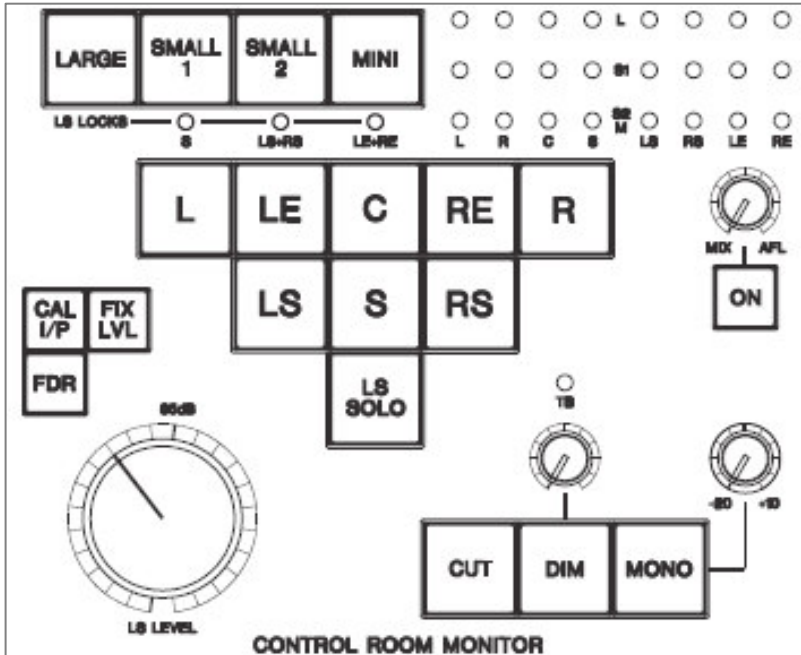 LARGE SMALL 1 SMALL 2 MINI
L
S1
LS LOCKS S LS+RS LE+RE
S2 M
L R C S LS RS LE RE
L LE C RE R
MIX AFL
LS S RS
ON
CAL I/P FIX LVL
FDR
LS SOLO
85dB
TB
-20 +10
CUT DIM MONO
LS LEVEL
CONTROL ROOM MONITOR